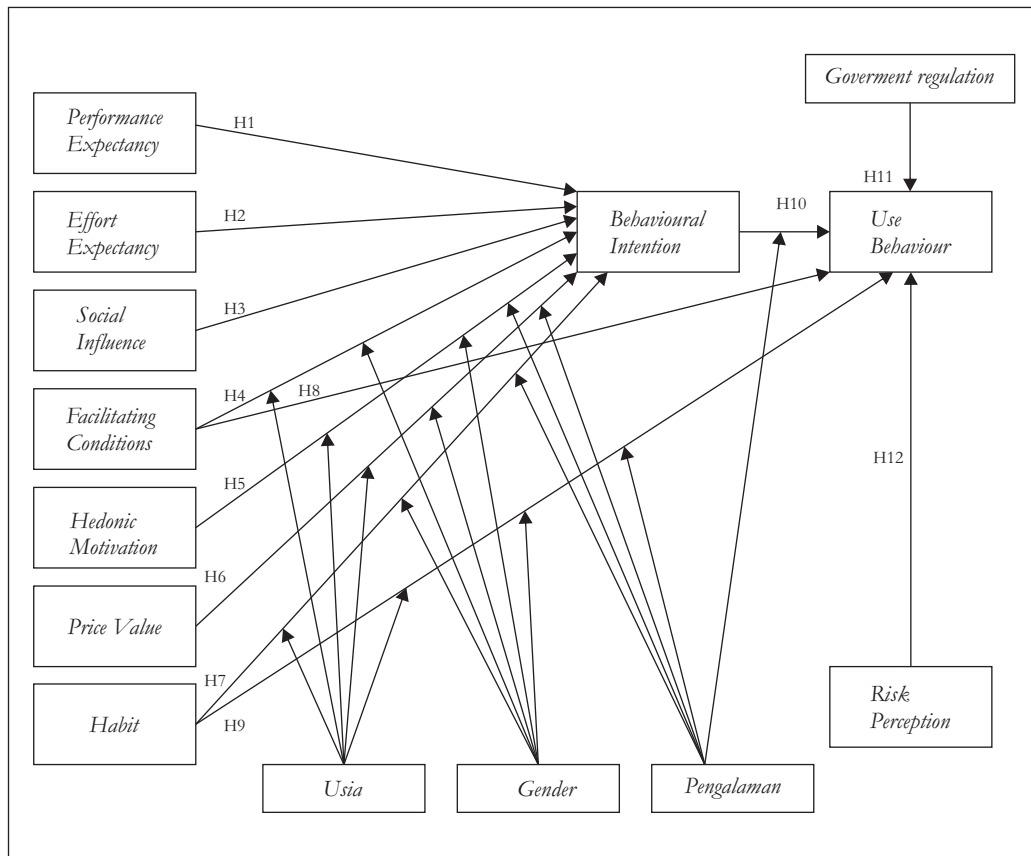 Goverment regulation
Performance
Expectancy
H1
H11
Effort
Expectancy
H2
Behavioural
Intention
H10
Use
Behaviour
Social
Influence
H3
Facilitating
Conditions
H4
H8
H12
Hedonic
Motivation
H5
Price Value
H6
Habit
H7
H9
Risk
Perception
Usia
Gender
Pengalaman